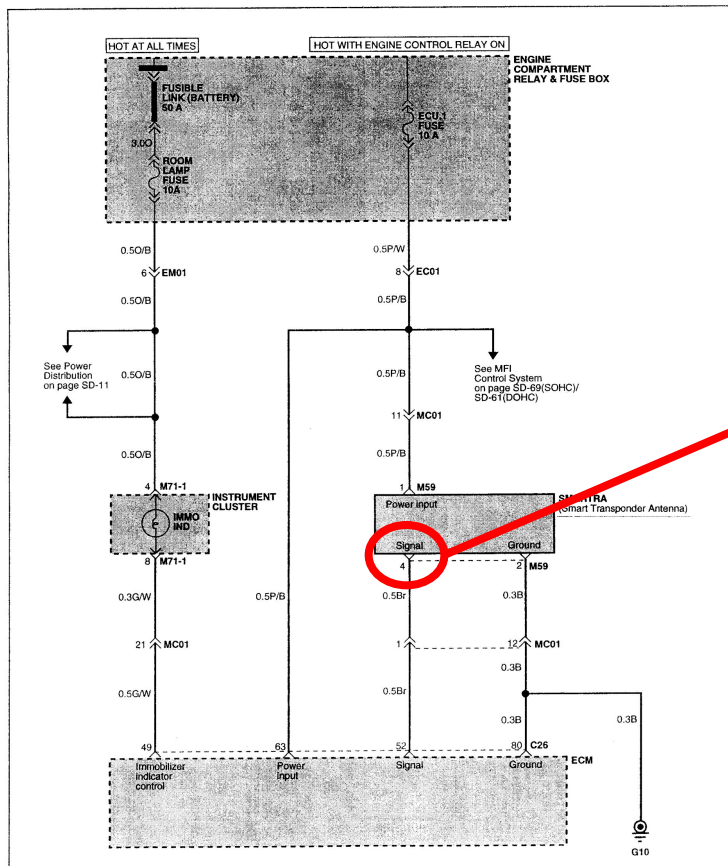 HOT AT ALL TIMES
HOT WITH ENGINE CONTROL RELAY ON
ENGINE
COMPARTMENT
RELAY & FUSE BOX
FUSIBLE
LINK (BATTERY)
50 A
ECU.1
FUSE
10 A
3.0O
ROOM
LAMP
FUSE
10A
0.5O/B
0.5P/W
6 EM01
8 EC01
0.5O/B
0.5P/B
See Power
Distribution
on page SD-11
0.5O/B
0.5P/B
See MFI
Control System
on page SD-69(SOHC)/
SD-61(DOHC)
11 MC01
0.5O/B
0.5P/B
4 M71-1
1 M59
INSTRUMENT
CLUSTER
IMMO
IND
Power input
(Smart Transponder Antenna)
Signal
Ground
8 M71-1
4
2 M59
0.3G/W
0.5P/B
0.5Br
0.3B
21 MC01
1
12 MC01
0.3B
0.5G/W
0.5Br
0.3B
0.3B
49
63
52
80 C26
ECM
Immobilizer
indicator
control
Power
Input
Signal
Ground
G10